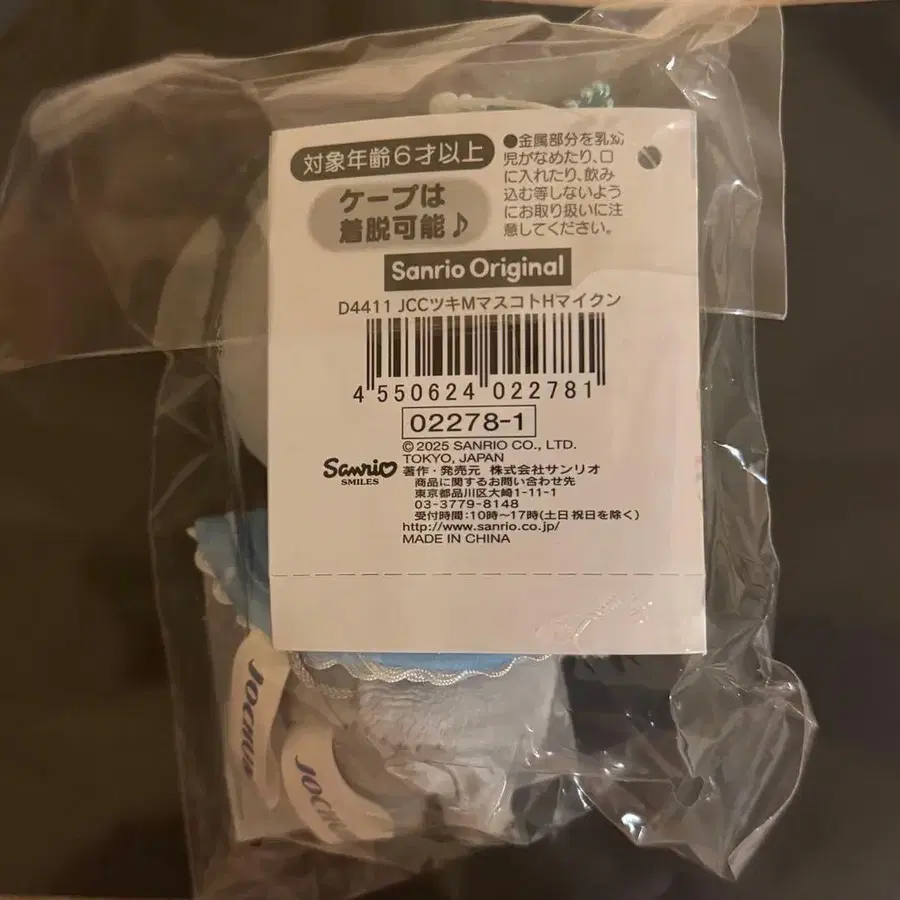 対象年齢6才以上
ケープは
着脱可能♪
●金属部分を乳幼
児がなめたり、口
に入れたり、飲み
込む等しないよう
にお取り扱いに注
意してください。
Sanrio Original
D4411 JCCツキMマスコトHマイクン
4 550624 022781
02278-1
© 2025 SANRIO CO., LTD.
TOKYO, JAPAN
Sanrio
SMILES
著作・発売元 株式会社サンリオ
商品に関するお問い合わせ先
東京都品川区大崎1-11-1
03-3779-8148
受付時間:10時～17時(土日祝日を除く)
http://www.sanrio.co.jp/
MADE IN CHINA
JOCHUM
JOCHU